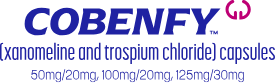 COBENFY™
(xanomeline and trospium chloride) capsules
50mg/20mg, 100mg/20mg, 125mg/30mg